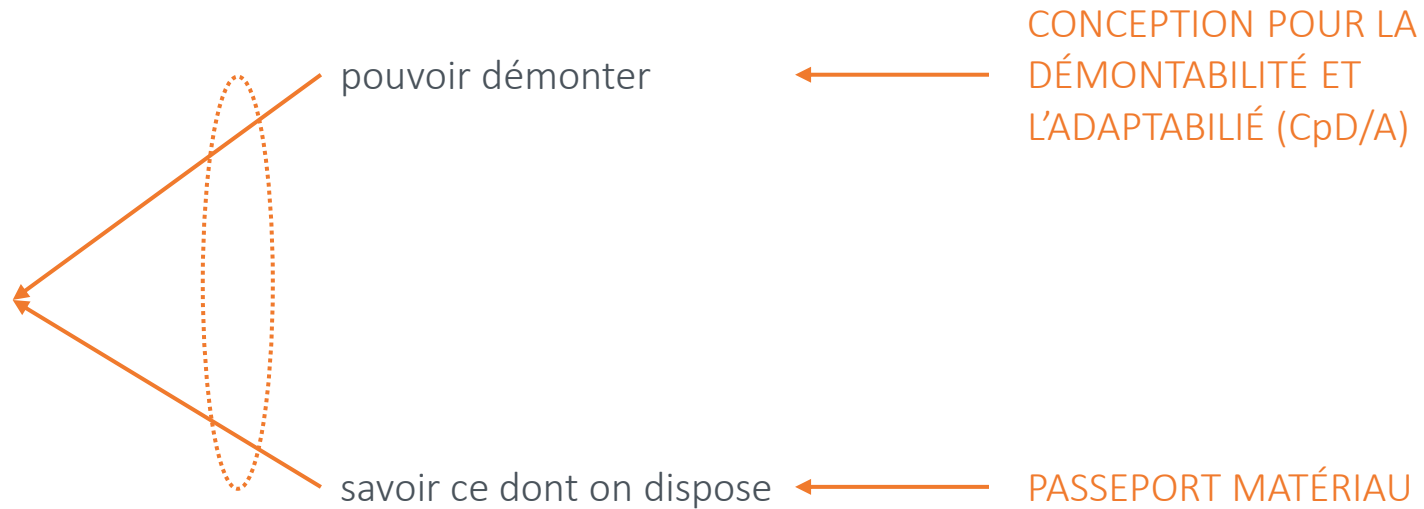 CONCEPTION POUR LA
pouvoir démonter
DÉMONTABILITÉ ET
L’ADAPTABILIÉ (CpD/A)
savoir ce dont on dispose
PASSEPORT MATÉRIAU